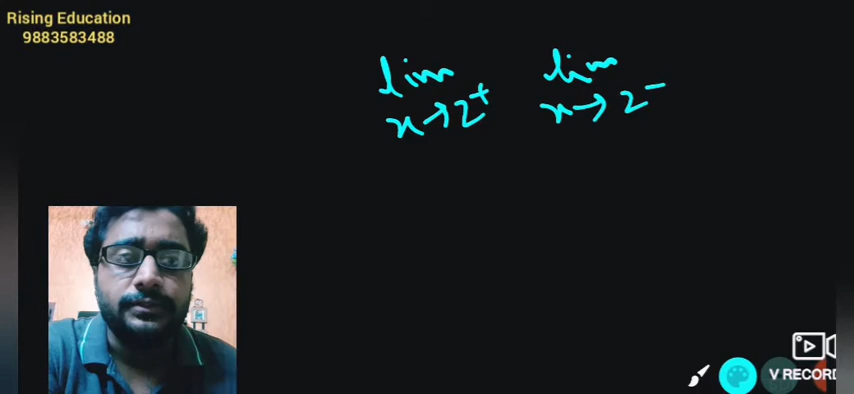 Rising Education
9883583488
lim lim
x→2⁺ x→2⁻
V RECORD